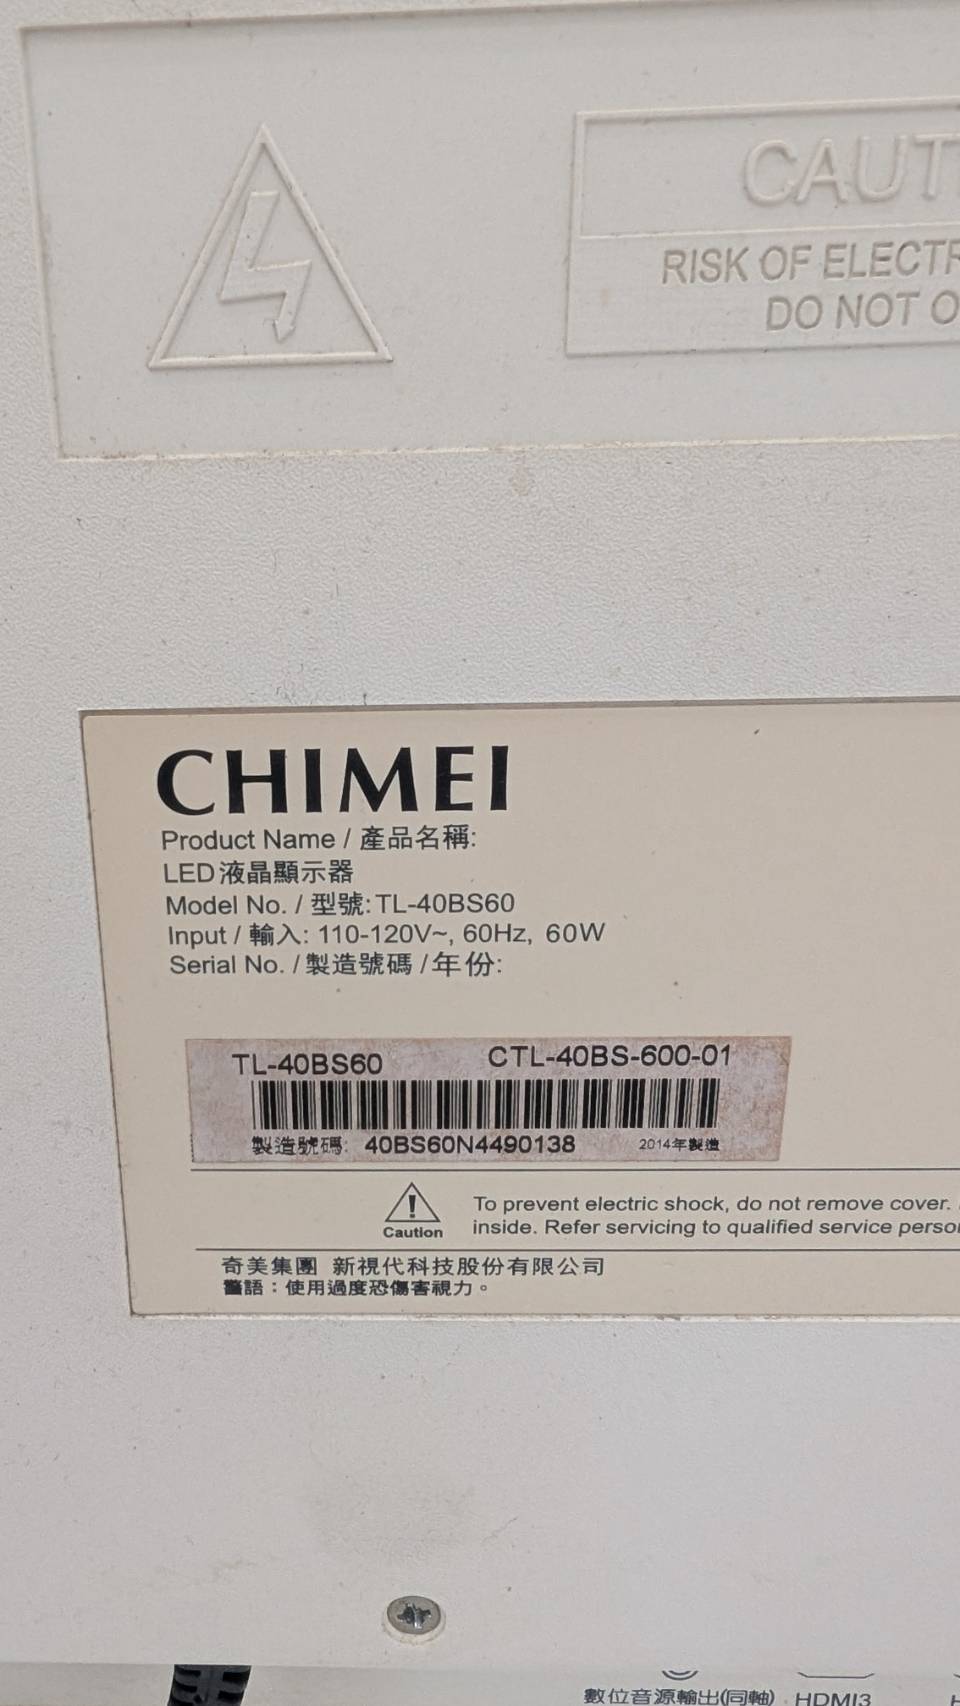 CAUT
RISK OF ELECTR
DO NOT O
CHIMEI
Product Name / 產品名稱:
LED液晶顯示器
Model No. / 型號: TL-40BS60
Input / 輸入: 110-120V~, 60Hz, 60W
Serial No. / 製造號碼 / 年份:
TL-40BS60 CTL-40BS-600-01
製造號碼: 40BS60N4490138 2014年製造
To prevent electric shock, do not remove cover.
Caution inside. Refer servicing to qualified service perso
奇美集團 新視代科技股份有限公司
警語：使用過度恐傷害視力。
數位音源輸出(同軸) HDMI3